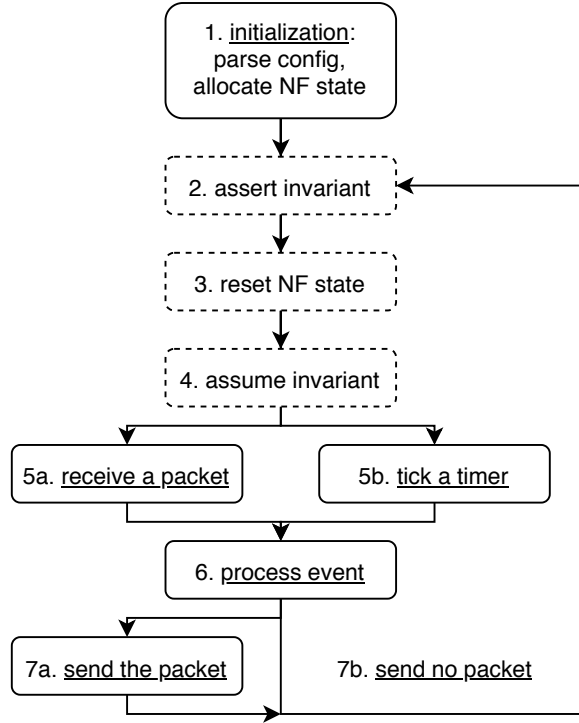 1. initialization:
parse config,
allocate NF state
2. assert invariant
3. reset NF state
4. assume invariant
5a. receive a packet
5b. tick a timer
6. process event
7a. send the packet
7b. send no packet